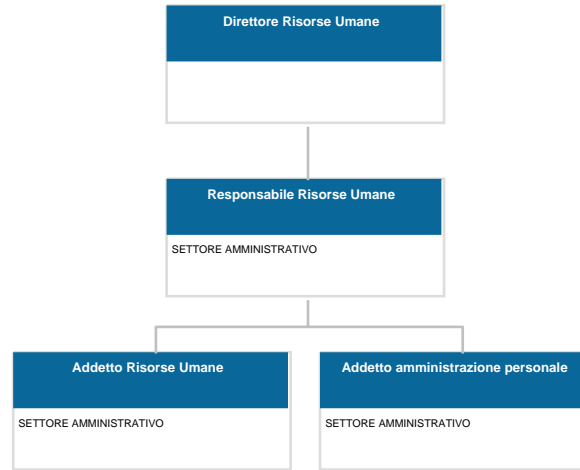 Direttore Risorse Umane
Responsabile Risorse Umane
SETTORE AMMINISTRATIVO
Addetto Risorse Umane
SETTORE AMMINISTRATIVO
Addetto amministrazione personale
SETTORE AMMINISTRATIVO